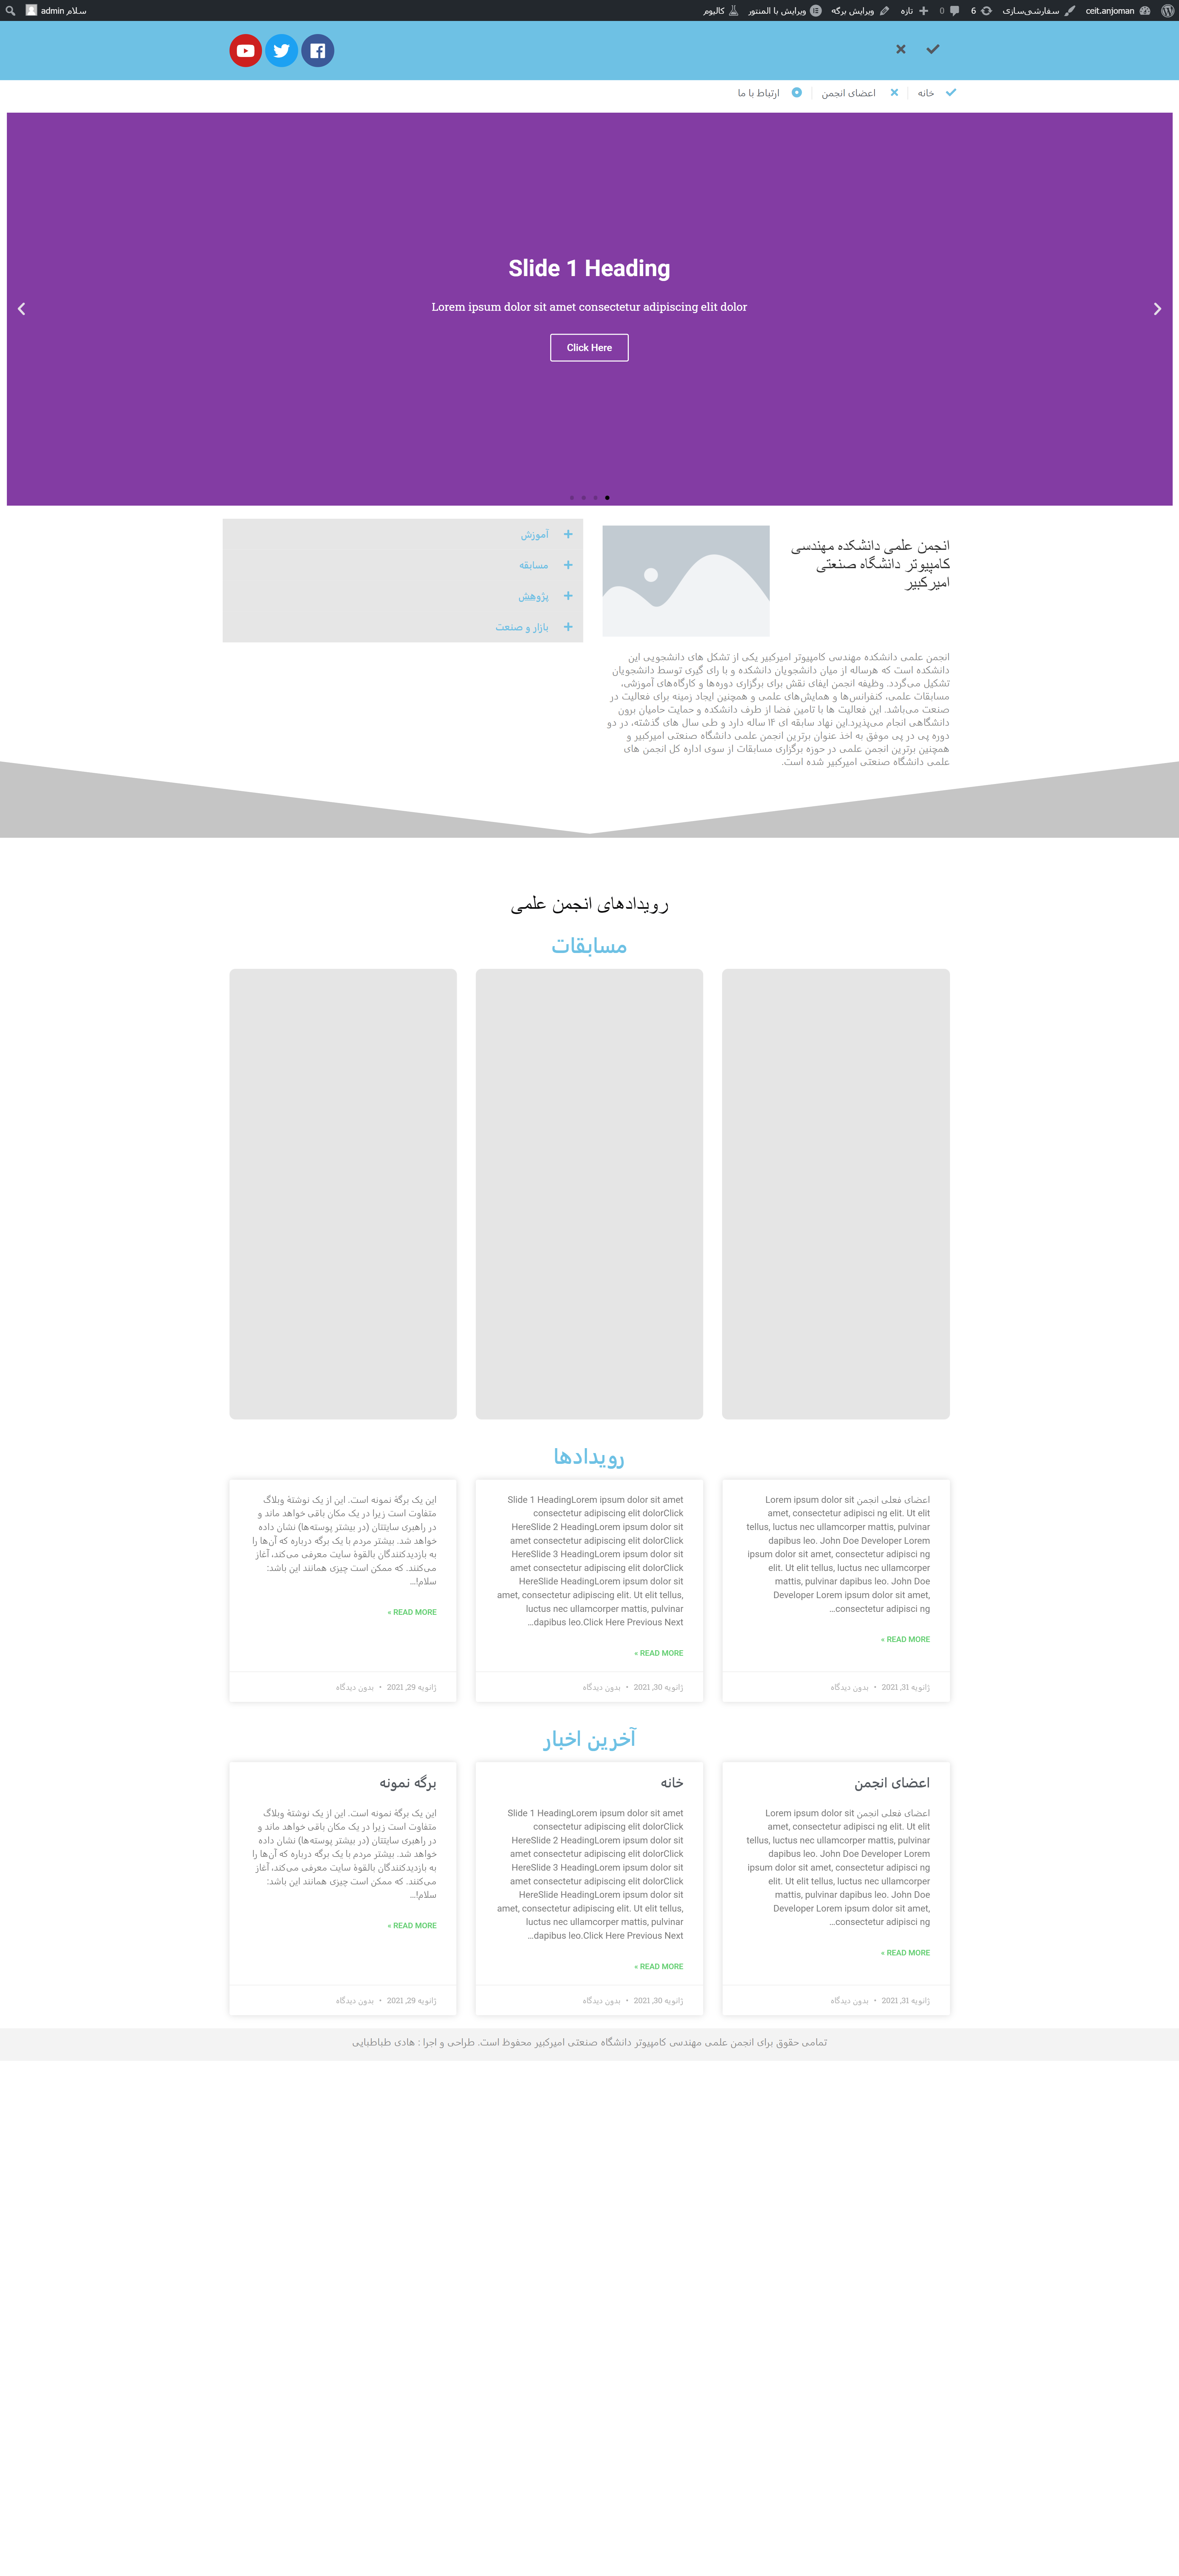 ceit.anjoman سفارشی‌سازی 6 0 تازه ویرایش برگه ویرایش با المنتور کالیوم سلام admin
خانه
اعضای انجمن
ارتباط با ما
Slide 1 Heading
Lorem ipsum dolor sit amet consectetur adipiscing elit dolor
Click Here
انجمن علمی دانشکده مهندسی
کامپیوتر دانشگاه صنعتی
امیرکبیر
انجمن علمی دانشکده مهندسی کامپیوتر امیرکبیر یکی از تشکل های دانشجویی این
دانشکده است که هرساله از میان دانشجویان دانشکده و با رای گیری توسط دانشجویان
تشکیل می‌گردد. وظیفه انجمن ایفای نقش برای برگزاری دوره‌ها و کارگاه‌های آموزشی،
مسابقات علمی، کنفرانس‌ها و همایش‌های علمی و همچنین ایجاد زمینه برای فعالیت در
صنعت می‌باشد. این فعالیت ها با تامین فضا از طرف دانشکده و حمایت حامیان برون
دانشگاهی انجام می‌پذیرد.این نهاد سابقه ای ۱۴ ساله دارد و طی سال های گذشته، در دو
دوره پی در پی موفق به اخذ عنوان برترین انجمن علمی دانشگاه صنعتی امیرکبیر و
همچنین برترین انجمن علمی در حوزه برگزاری مسابقات از سوی اداره کل انجمن های
علمی دانشگاه صنعتی امیرکبیر شده است.
آموزش
مسابقه
پژوهش
بازار و صنعت
رویدادهای انجمن علمی
مسابقات
رویدادها
اعضای فعلی انجمن Lorem ipsum dolor sit
amet, consectetur adipisci ng elit. Ut elit
tellus, luctus nec ullamcorper mattis, pulvinar
dapibus leo. John Doe Developer Lorem
ipsum dolor sit amet, consectetur adipisci ng
elit. Ut elit tellus, luctus nec ullamcorper
mattis, pulvinar dapibus leo. John Doe
Developer Lorem ipsum dolor sit amet,
...consectetur adipisci ng
« READ MORE
ژانویه 31, 2021 • بدون دیدگاه
Slide 1 HeadingLorem ipsum dolor sit amet
consectetur adipiscing elit dolorClick
HereSlide 2 HeadingLorem ipsum dolor sit
amet consectetur adipiscing elit dolorClick
HereSlide 3 HeadingLorem ipsum dolor sit
amet consectetur adipiscing elit dolorClick
HereSlide HeadingLorem ipsum dolor sit
amet, consectetur adipiscing elit. Ut elit tellus,
luctus nec ullamcorper mattis, pulvinar
...dapibus leo.Click Here Previous Next
« READ MORE
ژانویه 30, 2021 • بدون دیدگاه
این یک برگهٔ نمونه است. این از یک نوشتهٔ وبلاگ
متفاوت است زیرا در یک مکان باقی خواهد ماند و
در راهبری سایتتان (در بیشتر پوسته‌ها) نشان داده
خواهد شد. بیشتر مردم با یک برگه درباره که آن‌ها را
به بازدیدکنندگان بالقوهٔ سایت معرفی می‌کند، آغاز
می‌کنند. که ممکن است چیزی همانند این باشد:
سلام!...
« READ MORE
ژانویه 29, 2021 • بدون دیدگاه
آخرین اخبار
اعضای انجمن
اعضای فعلی انجمن Lorem ipsum dolor sit
amet, consectetur adipisci ng elit. Ut elit
tellus, luctus nec ullamcorper mattis, pulvinar
dapibus leo. John Doe Developer Lorem
ipsum dolor sit amet, consectetur adipisci ng
elit. Ut elit tellus, luctus nec ullamcorper
mattis, pulvinar dapibus leo. John Doe
Developer Lorem ipsum dolor sit amet,
...consectetur adipisci ng
« READ MORE
ژانویه 31, 2021 • بدون دیدگاه
خانه
Slide 1 HeadingLorem ipsum dolor sit amet
consectetur adipiscing elit dolorClick
HereSlide 2 HeadingLorem ipsum dolor sit
amet consectetur adipiscing elit dolorClick
HereSlide 3 HeadingLorem ipsum dolor sit
amet consectetur adipiscing elit dolorClick
HereSlide HeadingLorem ipsum dolor sit
amet, consectetur adipiscing elit. Ut elit tellus,
luctus nec ullamcorper mattis, pulvinar
...dapibus leo.Click Here Previous Next
« READ MORE
ژانویه 30, 2021 • بدون دیدگاه
برگه نمونه
این یک برگهٔ نمونه است. این از یک نوشتهٔ وبلاگ
متفاوت است زیرا در یک مکان باقی خواهد ماند و
در راهبری سایتتان (در بیشتر پوسته‌ها) نشان داده
خواهد شد. بیشتر مردم با یک برگه درباره که آن‌ها را
به بازدیدکنندگان بالقوهٔ سایت معرفی می‌کند، آغاز
می‌کنند. که ممکن است چیزی همانند این باشد:
سلام!...
« READ MORE
ژانویه 29, 2021 • بدون دیدگاه
تمامی حقوق برای انجمن علمی مهندسی کامپیوتر دانشگاه صنعتی امیرکبیر محفوظ است. طراحی و اجرا : هادی طباطبایی